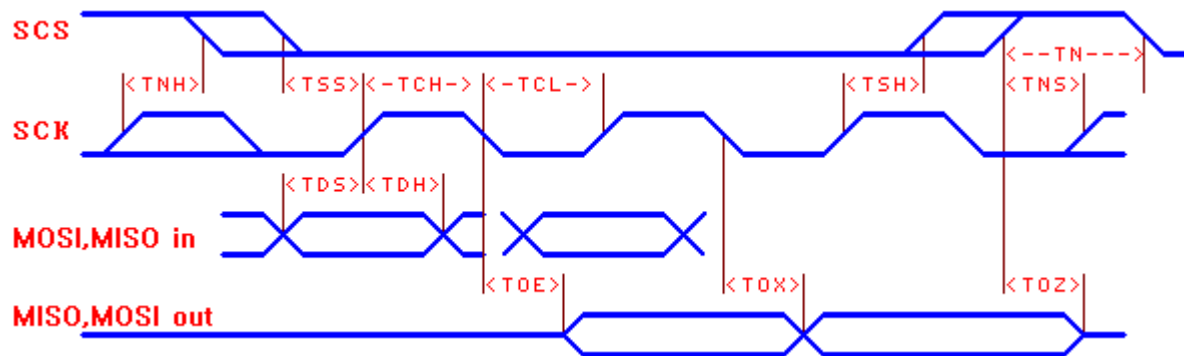 SCS
<--TN--->
<TNH> <TSS> <-TCH-> <-TCL-> <TSH> <TNS>
SCK
<TDS> <TDH>
MOSI,MISO in
<TOE> <TOX> <TOZ>
MISO,MOSI out